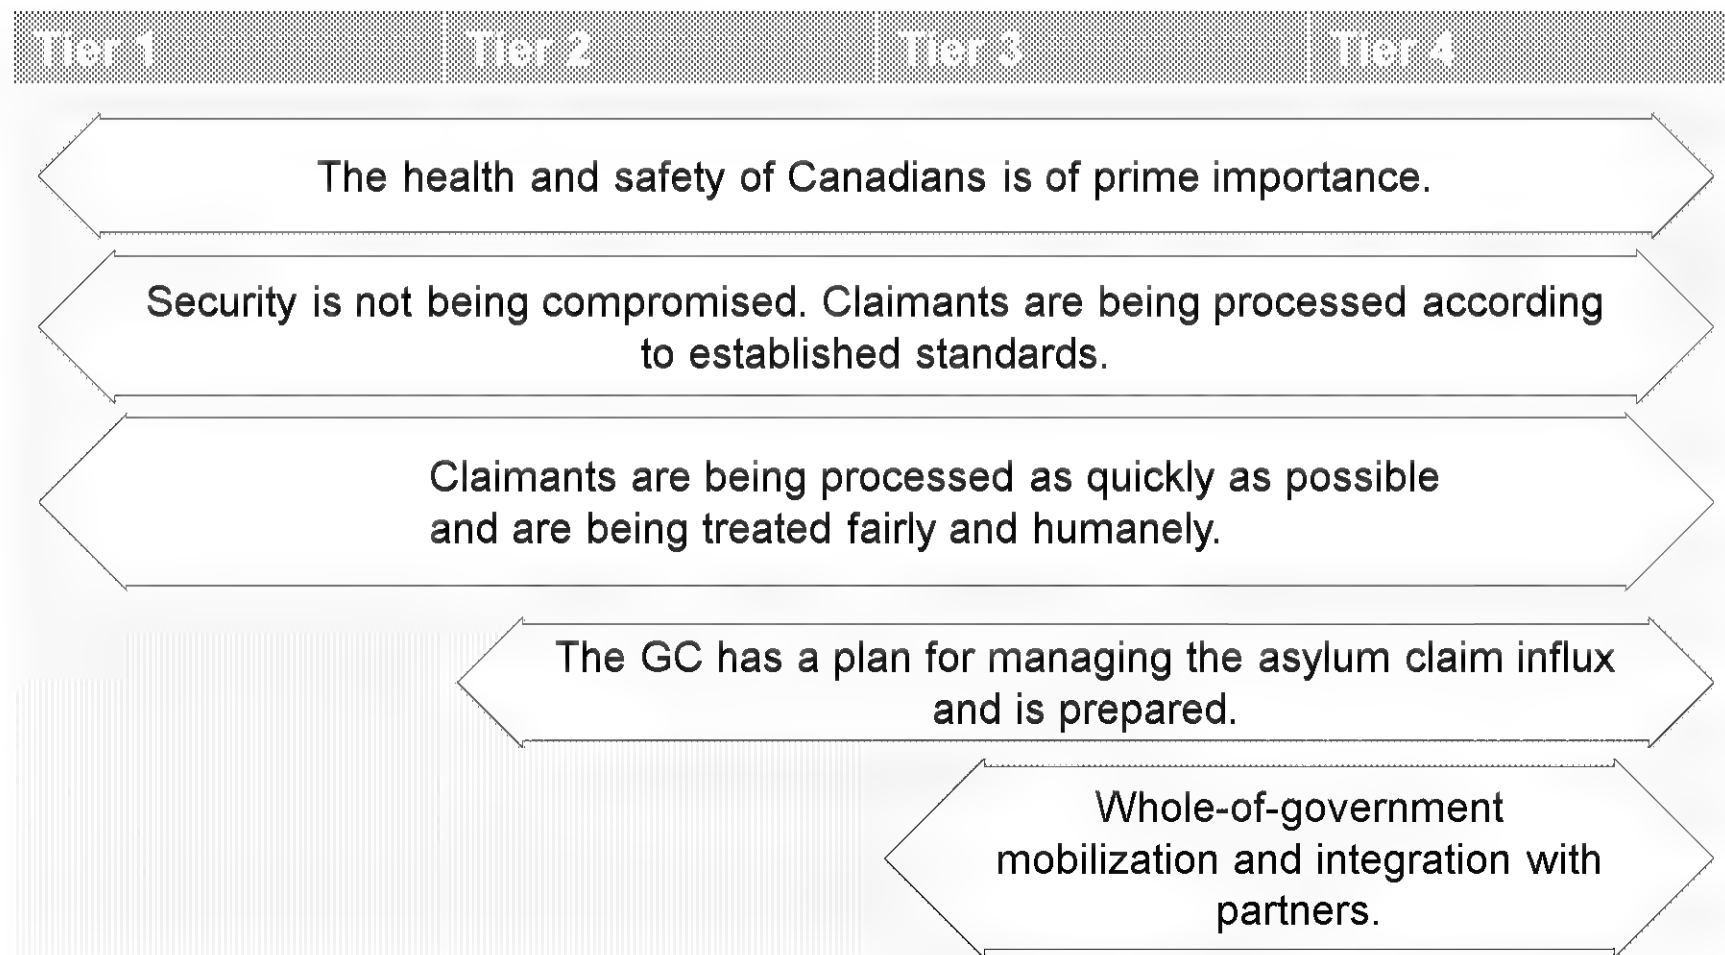 Tier 1 Tier 2 Tier 3 Tier 4
The health and safety of Canadians is of prime importance.
Security is not being compromised. Claimants are being processed according
to established standards.
Claimants are being processed as quickly as possible
and are being treated fairly and humanely.
The GC has a plan for managing the asylum claim influx
and is prepared.
Whole-of-government
mobilization and integration with
partners.